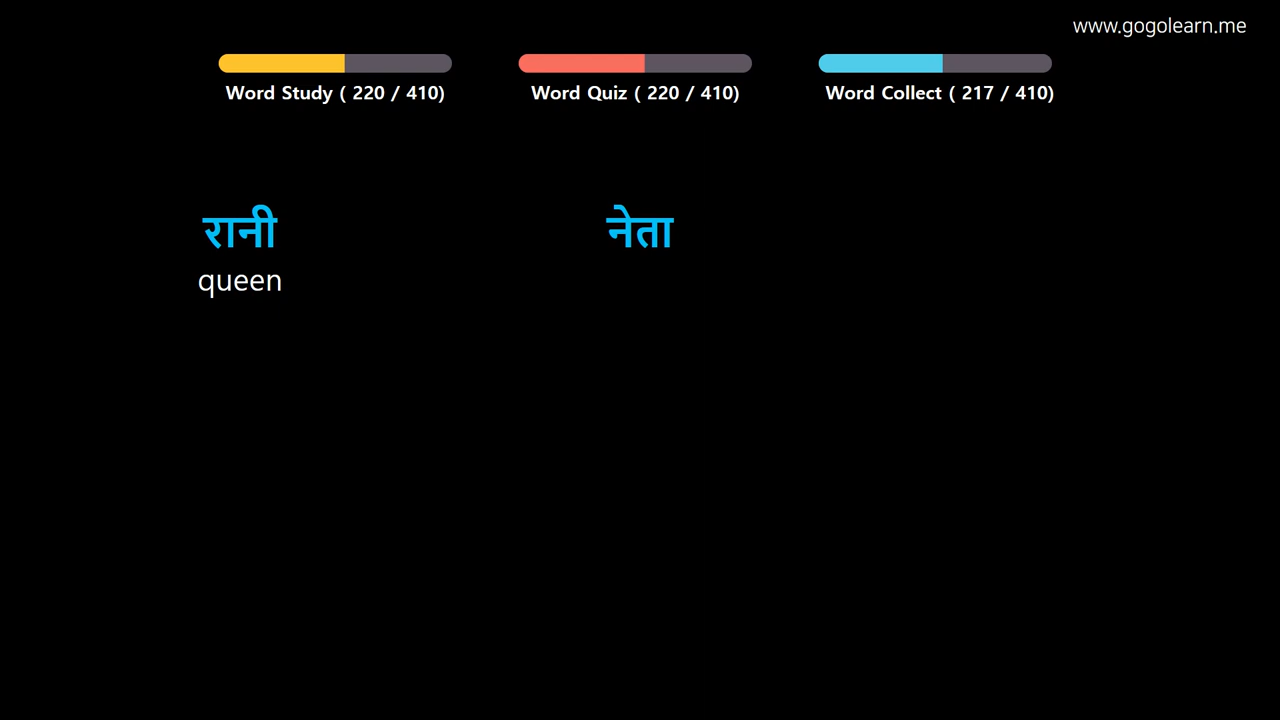 www.gogolearn.me
Word Study ( 220 / 410)
Word Quiz ( 220 / 410)
Word Collect ( 217 / 410)
रानी
queen
नेता